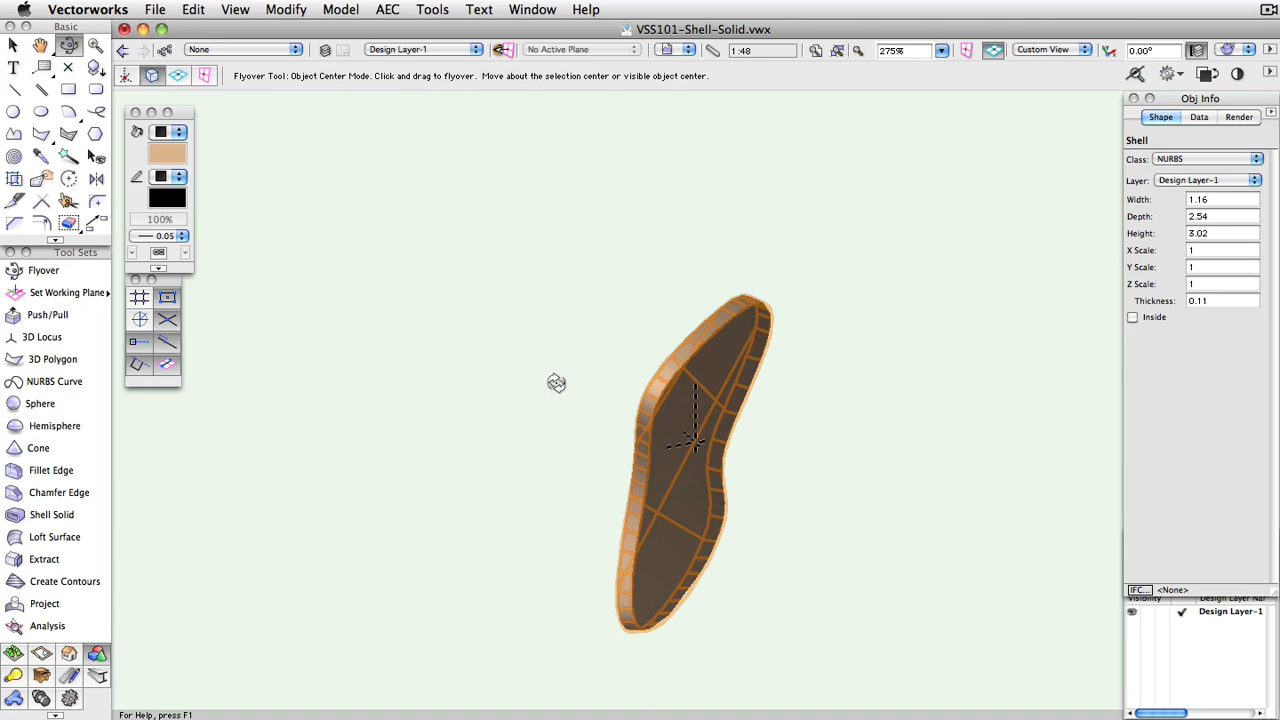 Vectorworks File Edit View Modify Model AEC Tools Text Window Help
VSS101-Shell-Solid.vwx
Basic
None
Design Layer-1
No Active Plane
1:48
275%
Custom View
0.00°
Flyover Tool: Object Center Mode. Click and drag to flyover. Move about the selection center or visible object center.
100%
0.05
Tool Sets
Flyover
Set Working Plane
Push/Pull
3D Locus
3D Polygon
NURBS Curve
Sphere
Hemisphere
Cone
Fillet Edge
Chamfer Edge
Shell Solid
Loft Surface
Extract
Create Contours
Project
Analysis
Obj Info
Shape Data Render
Shell
Class: NURBS
Layer: Design Layer-1
Width: 1.16
Depth: 2.54
Height: 3.02
X Scale: 1
Y Scale: 1
Z Scale: 1
Thickness: 0.11
Inside
IFC... <None>
Visibility Design Layer Nar
Design Layer-1
For Help, press F1